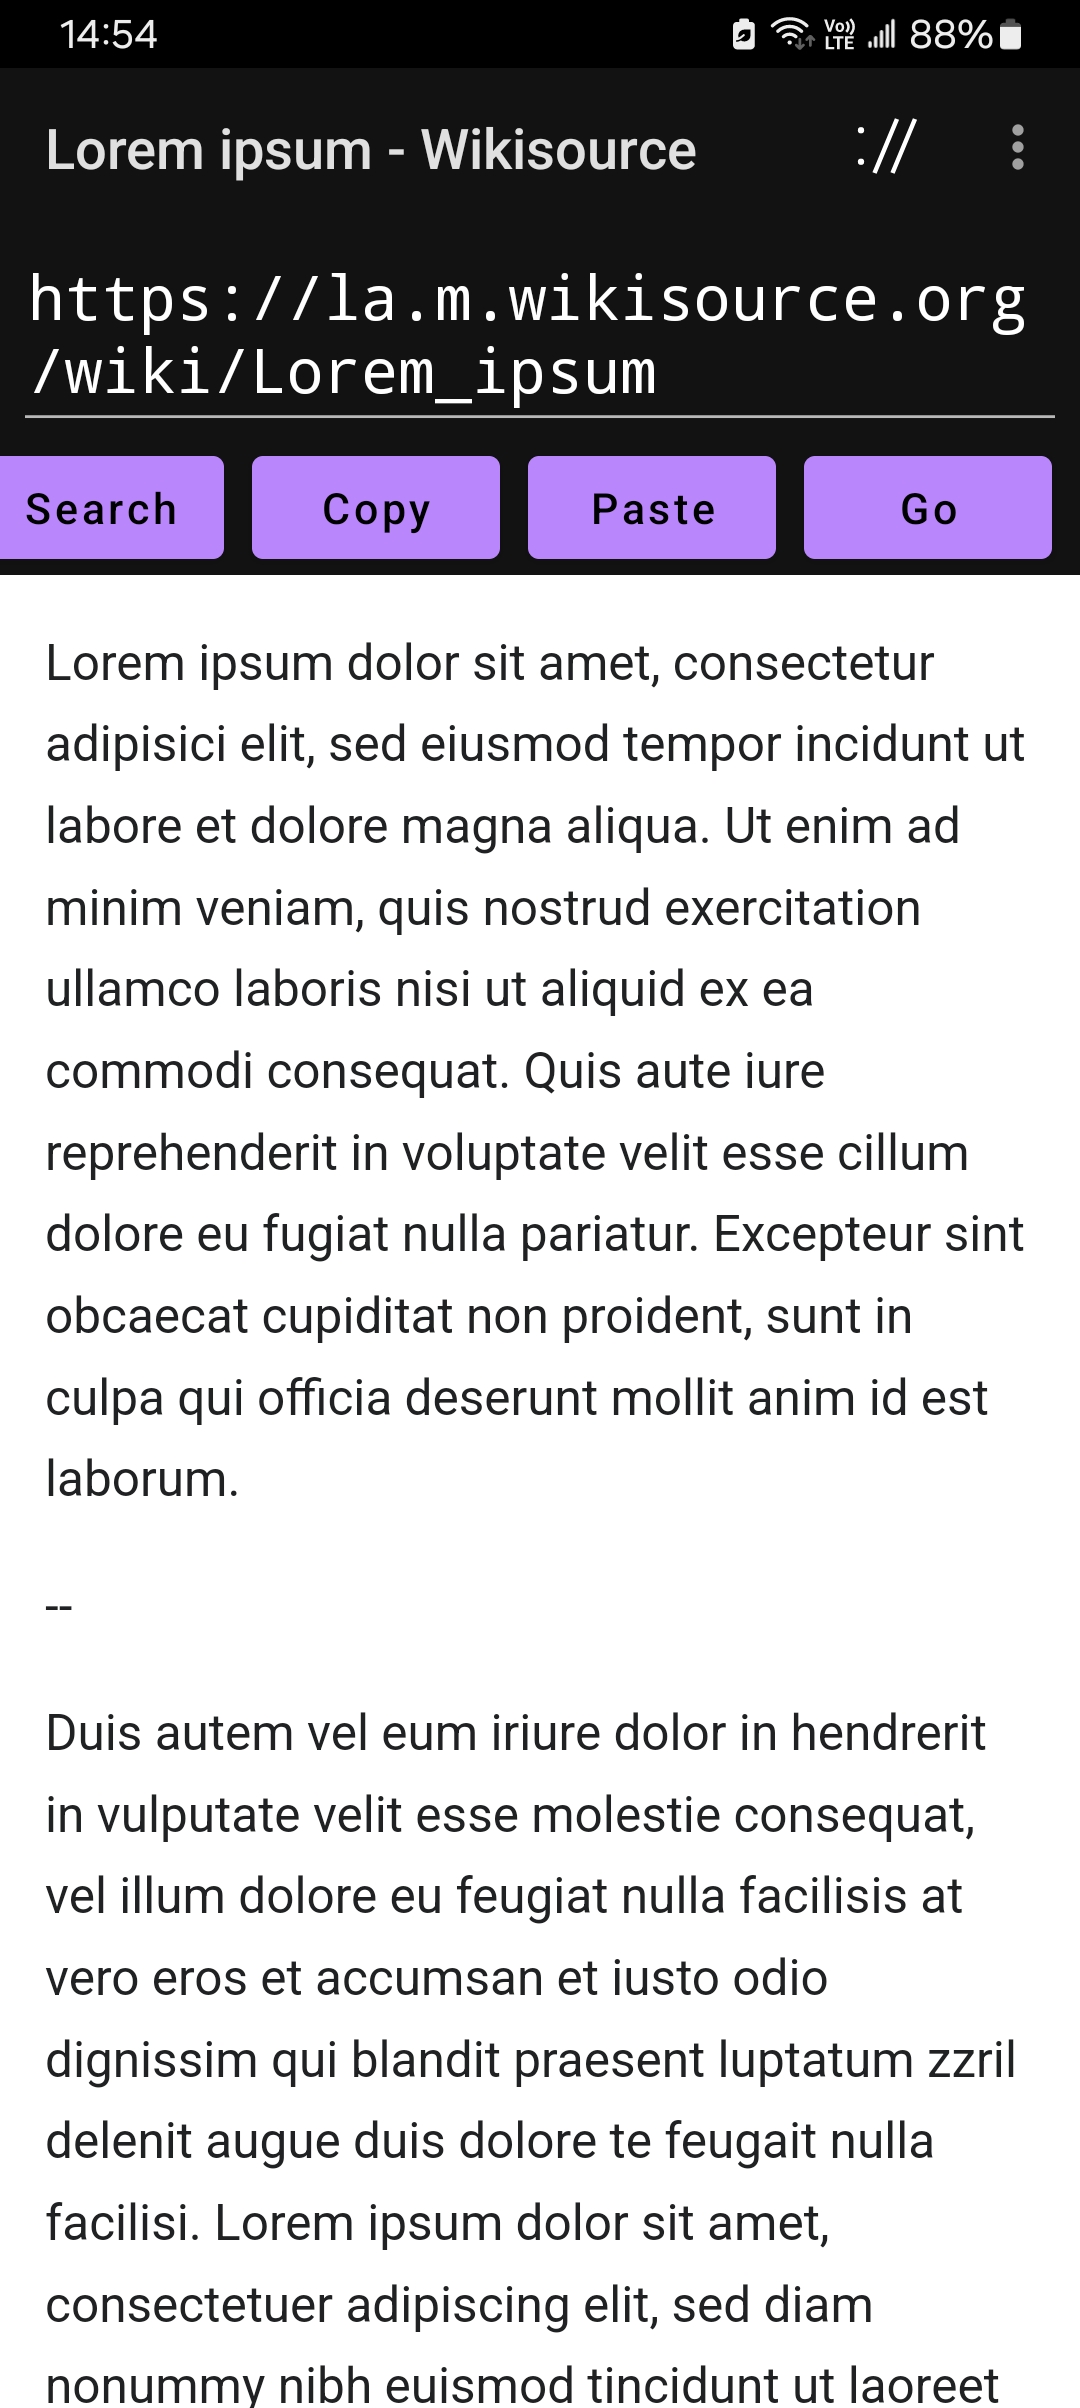 14:54
Vo))
LTE
88%
Lorem ipsum - Wikisource
://
https://la.m.wikisource.org
/wiki/Lorem_ipsum
Search
Copy
Paste
Go
Lorem ipsum dolor sit amet, consectetur
adipisici elit, sed eiusmod tempor incidunt ut
labore et dolore magna aliqua. Ut enim ad
minim veniam, quis nostrud exercitation
ullamco laboris nisi ut aliquid ex ea
commodi consequat. Quis aute iure
reprehenderit in voluptate velit esse cillum
dolore eu fugiat nulla pariatur. Excepteur sint
obcaecat cupiditat non proident, sunt in
culpa qui officia deserunt mollit anim id est
laborum.
--
Duis autem vel eum iriure dolor in hendrerit
in vulputate velit esse molestie consequat,
vel illum dolore eu feugiat nulla facilisis at
vero eros et accumsan et iusto odio
dignissim qui blandit praesent luptatum zzril
delenit augue duis dolore te feugait nulla
facilisi. Lorem ipsum dolor sit amet,
consectetuer adipiscing elit, sed diam
nonummy nibh euismod tincidunt ut laoreet